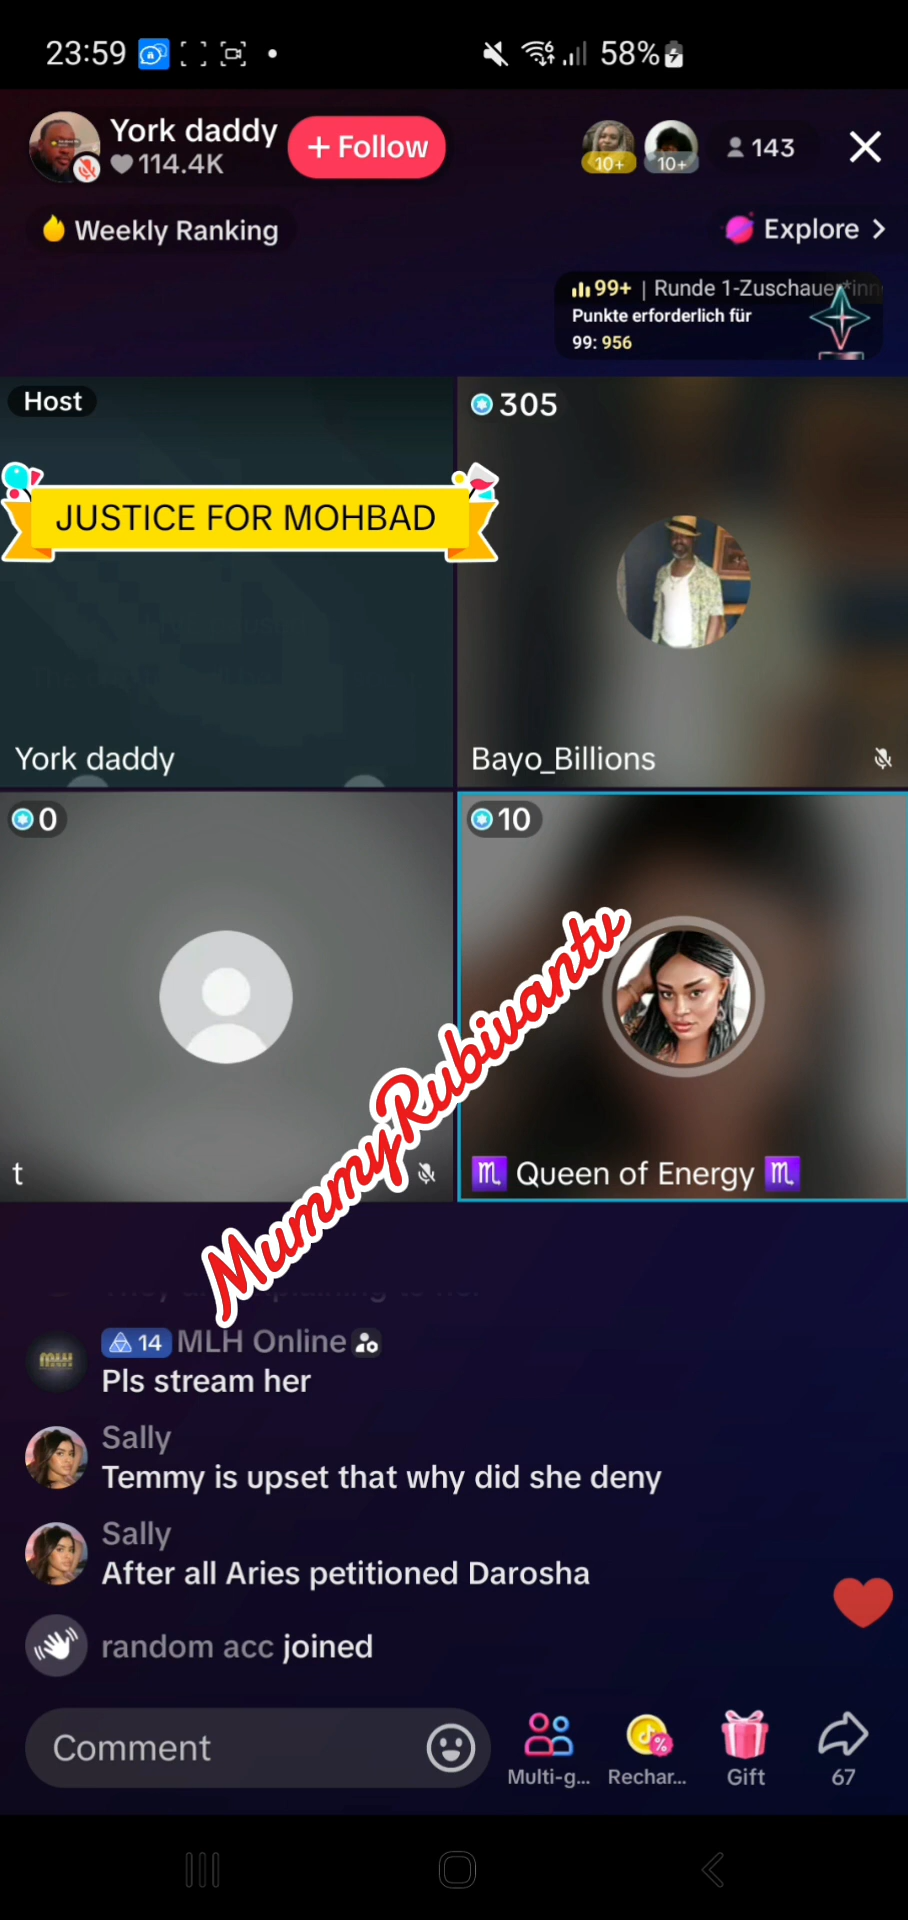 23:59
58%
York daddy
114.4K
+ Follow
10+
10+
143
Weekly Ranking
Explore >
99+ | Runde 1-Zuschauer*inn
Punkte erforderlich für
99: 956
Host
305
JUSTICE FOR MOHBAD
York daddy
Bayo_Billions
0
10
MummyRubivantv
t
♏ Queen of Energy ♏
14 MLH Online
Pls stream her
Sally
Temmy is upset that why did she deny
Sally
After all Aries petitioned Darosha
random acc joined
Comment
Multi-g...
Rechar...
Gift
67